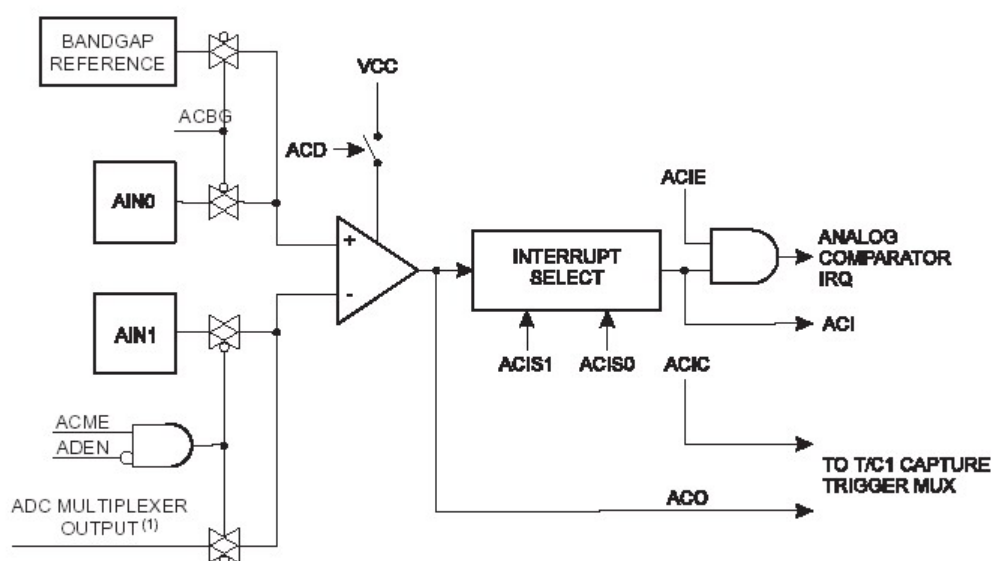 BANDGAP
REFERENCE
ACBG
VCC
ACD
AIN0
ACIE
+
INTERRUPT
SELECT
ANALOG
COMPARATOR
IRQ
-
AIN1
ACI
ACIS1
ACIS0
ACIC
ACME
ADEN
TO T/C1 CAPTURE
TRIGGER MUX
ADC MULTIPLEXER
OUTPUT (1)
ACO